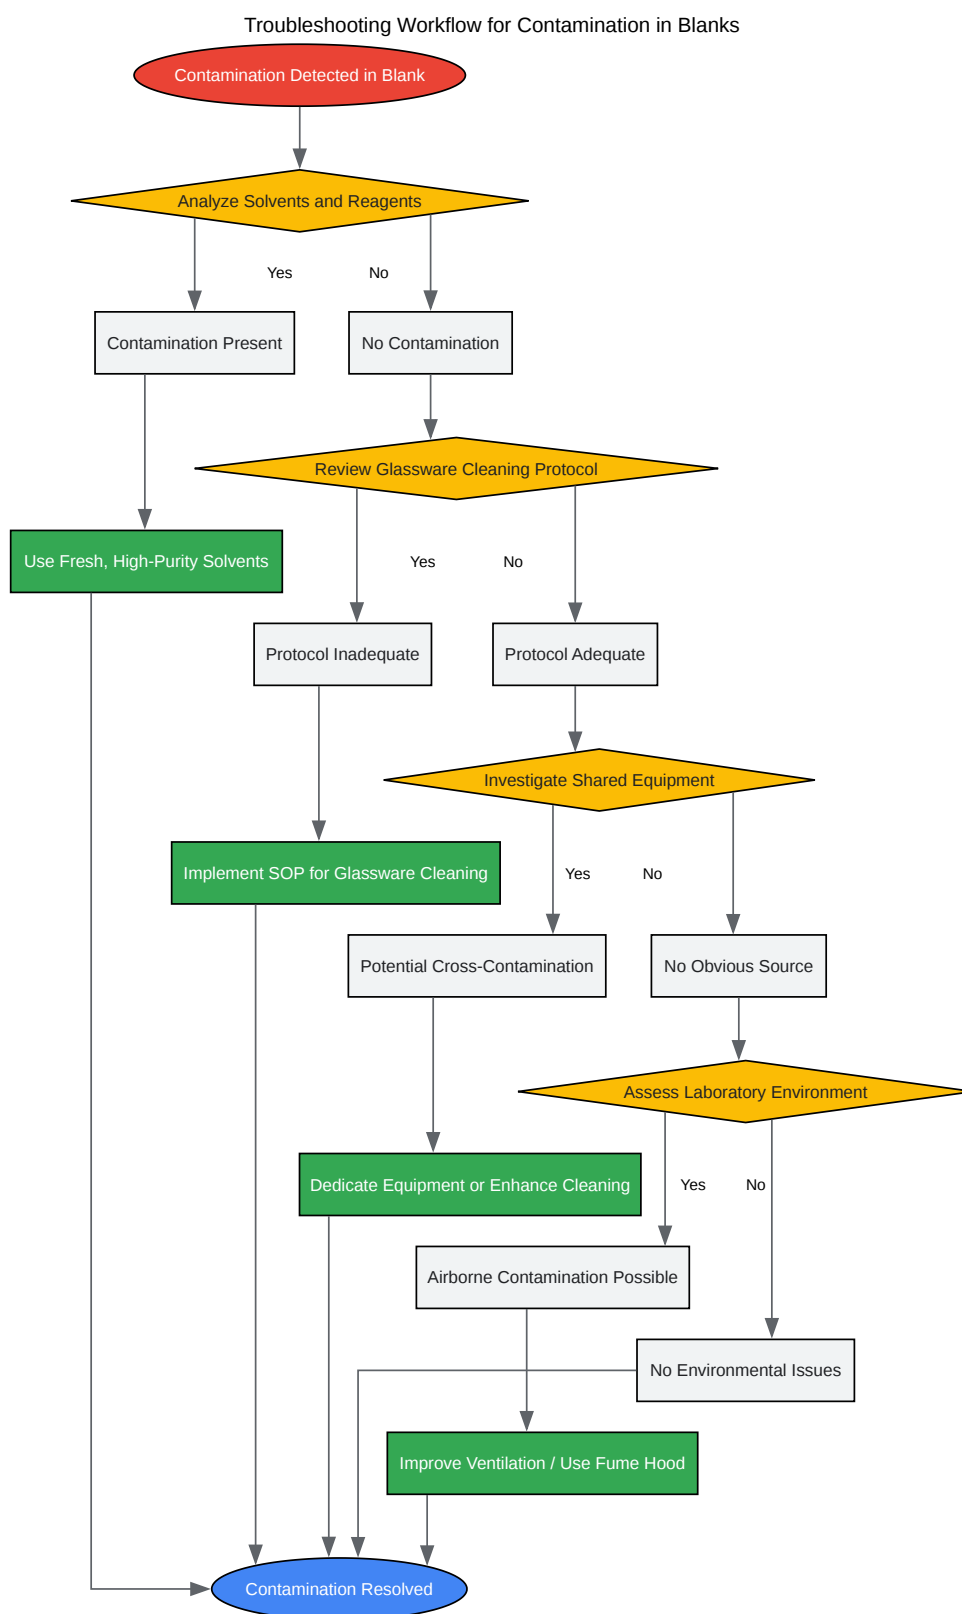 Troubleshooting Workflow for Contamination in Blanks
Contamination Detected in Blank
Analyze Solvents and Reagents
Yes
No
Contamination Present
No Contamination
Review Glassware Cleaning Protocol
Use Fresh, High-Purity Solvents
Yes
No
Protocol Inadequate
Protocol Adequate
Investigate Shared Equipment
Implement SOP for Glassware Cleaning
Yes
No
Potential Cross-Contamination
No Obvious Source
Assess Laboratory Environment
Dedicate Equipment or Enhance Cleaning
Yes
No
Airborne Contamination Possible
No Environmental Issues
Improve Ventilation / Use Fume Hood
Contamination Resolved